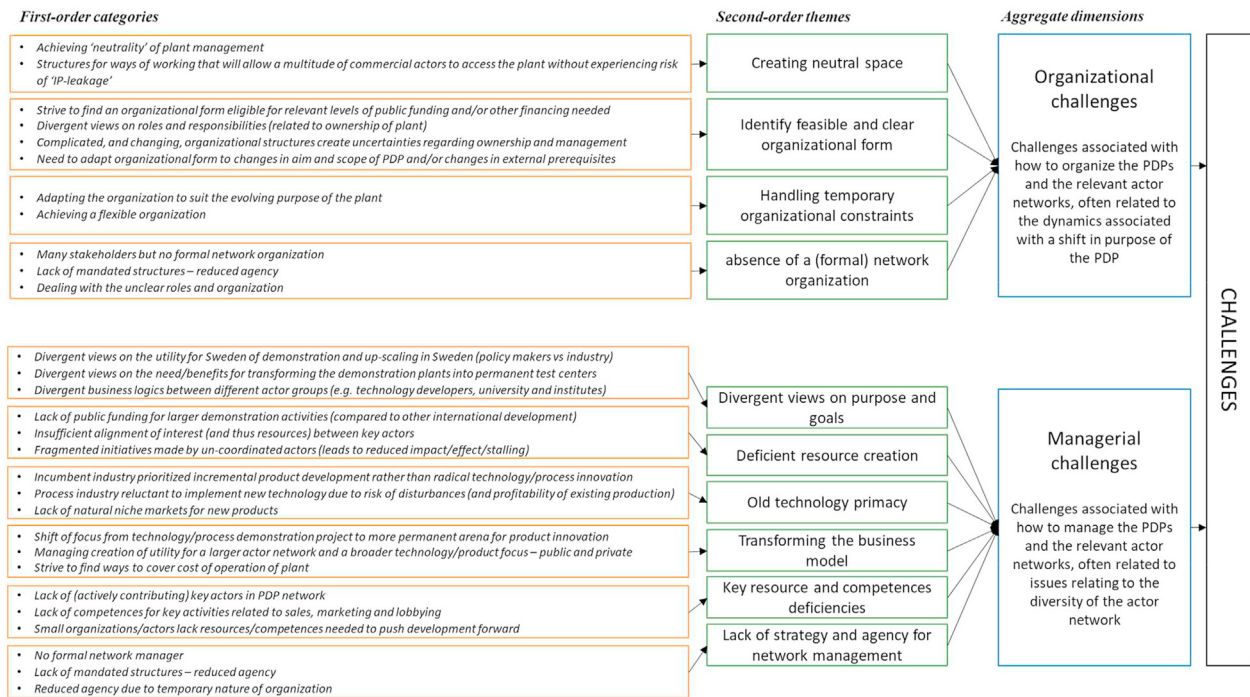 First-order categories
Second-order themes
Aggregate dimensions
• Achieving ‘neutrality’ of plant management
• Structures for ways of working that will allow a multitude of commercial actors to access the plant without experiencing risk
of ‘IP-leakage’
Creating neutral space
• Strive to find an organizational form eligible for relevant levels of public funding and/or other financing needed
• Divergent views on roles and responsibilities (related to ownership of plant)
• Complicated, and changing, organizational structures create uncertainties regarding ownership and management
• Need to adapt organizational form to changes in aim and scope of PDP and/or changes in external prerequisites
Identify feasible and clear
organizational form
• Adapting the organization to suit the evolving purpose of the plant
• Achieving a flexible organization
Handling temporary
organizational constraints
• Many stakeholders but no formal network organization
• Lack of mandated structures – reduced agency
• Dealing with the unclear roles and organization
absence of a (formal) network
organization
Organizational
challenges
Challenges associated with
how to organize the PDPs
and the relevant actor
networks, often related to
the dynamics associated
with a shift in purpose of
the PDP
CHALLENGES
• Divergent views on the utility for Sweden of demonstration and up-scaling in Sweden (policy makers vs industry)
• Divergent views on the need/benefits for transforming the demonstration plants into permanent test centers
• Divergent business logics between different actor groups (e.g. technology developers, university and institutes)
Divergent views on purpose and
goals
• Lack of public funding for larger demonstration activities (compared to other international development)
• Insufficient alignment of interest (and thus resources) between key actors
• Fragmented initiatives made by un-coordinated actors (leads to reduced impact/effect/stalling)
Deficient resource creation
• Incumbent industry prioritized incremental product development rather than radical technology/process innovation
• Process industry reluctant to implement new technology due to risk of disturbances (and profitability of existing production)
• Lack of natural niche markets for new products
Old technology primacy
• Shift of focus from technology/process demonstration project to more permanent arena for product innovation
• Managing creation of utility for a larger actor network and a broader technology/product focus – public and private
• Strive to find ways to cover cost of operation of plant
Transforming the business
model
• Lack of (actively contributing) key actors in PDP network
• Lack of competences for key activities related to sales, marketing and lobbying
• Small organizations/actors lack resources/competences needed to push development forward
Key resource and competences
deficiencies
• No formal network manager
• Lack of mandated structures – reduced agency
• Reduced agency due to temporary nature of organization
Lack of strategy and agency for
network management
Managerial
challenges
Challenges associated with
how to manage the PDPs
and the relevant actor
networks, often related to
issues relating to the
diversity of the actor
network